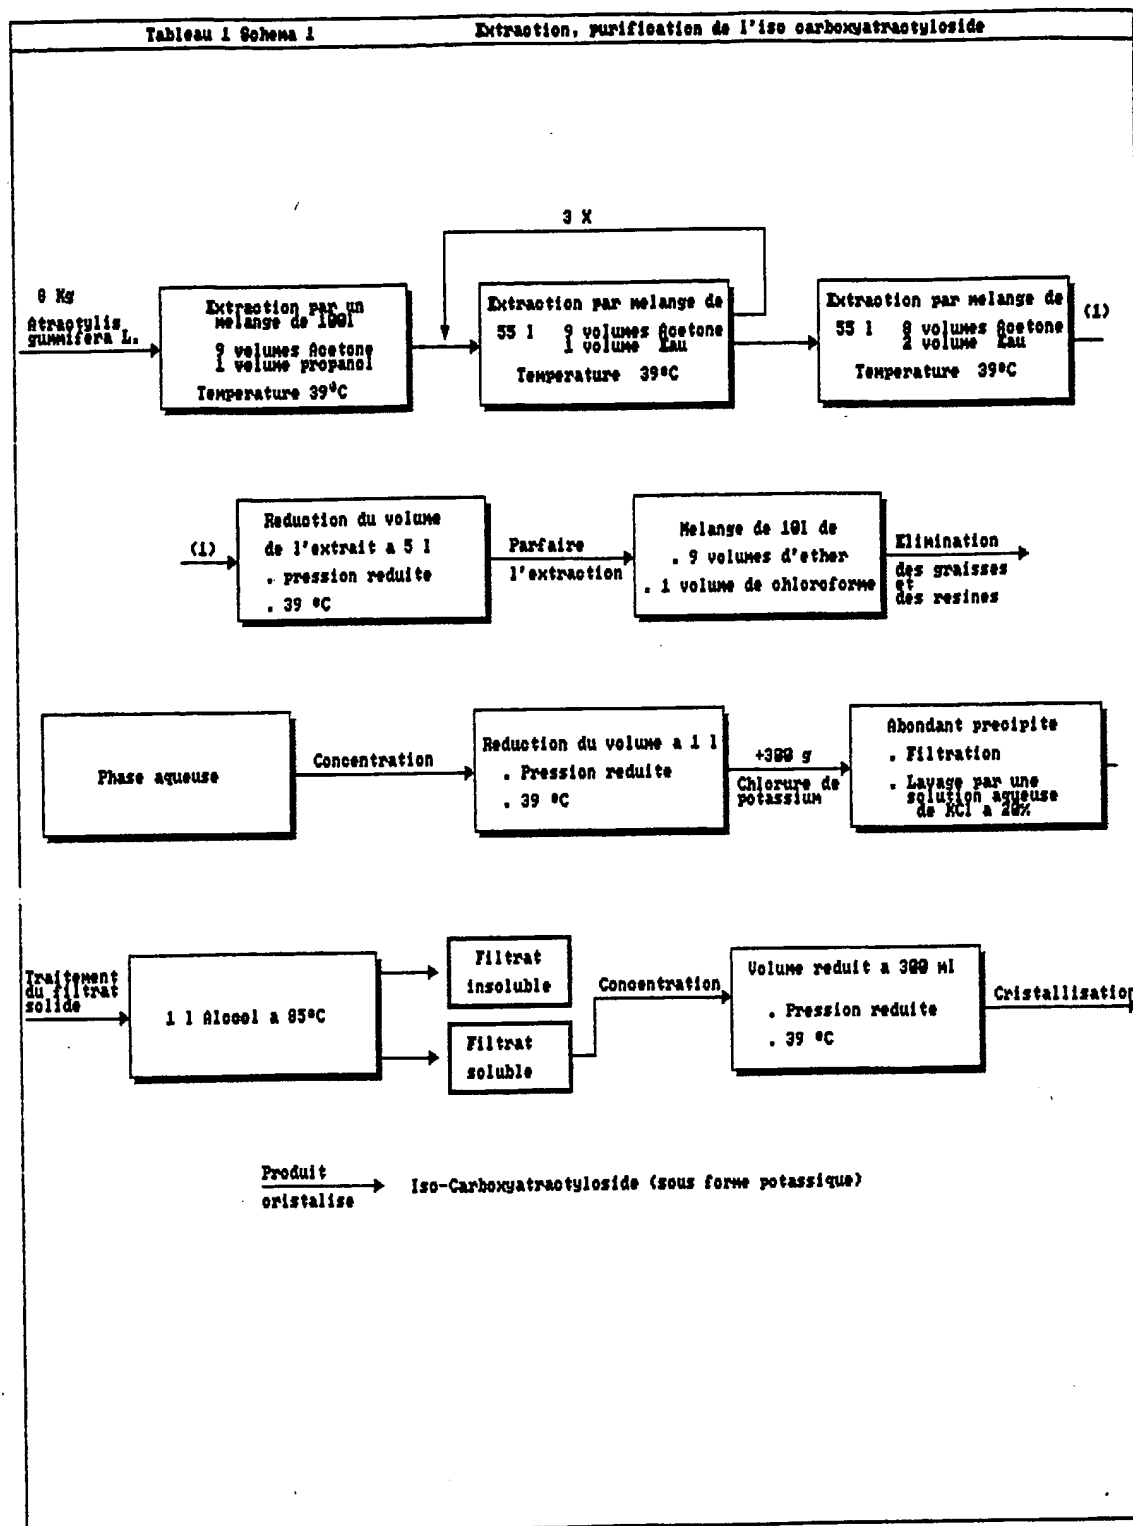 Tableau 1 Schema 1 Extraction, purification de l'iso carboxyatractyloside
3 X
8 Kg
Atractylis
gummifera L.
Extraction par un
melange de 100l
9 volumes Acetone
1 volume propanol
Temperature 39°C
Extraction par melange de
55 l 9 volumes Acetone
1 volume Eau
Temperature 39°C
Extraction par melange de
55 l 8 volumes Acetone
2 volume Eau
Temperature 39°C
(1)
(1)
Reduction du volume
de l'extrait a 5 l
. pression reduite
. 39 °C
Parfaire
l'extraction
Melange de 10l de
. 9 volumes d'ether
. 1 volume de chloroforme
Elimination
des graisses
et
des resines
Phase aqueuse
Concentration
Reduction du volume a 1 l
. Pression reduite
. 39 °C
+300 g
Chlorure de
potassium
Abondant precipite
. Filtration
. Lavage par une
solution aqueuse
de KCl a 20%
Traitement
du filtrat
solide
1 l Alcool a 85°C
Filtrat
insoluble
Filtrat
soluble
Concentration
Volume reduit a 300 ml
. Pression reduite
. 39 °C
Cristallisation
Produit
cristalise
Iso-Carboxyatractyloside (sous forme potassique)